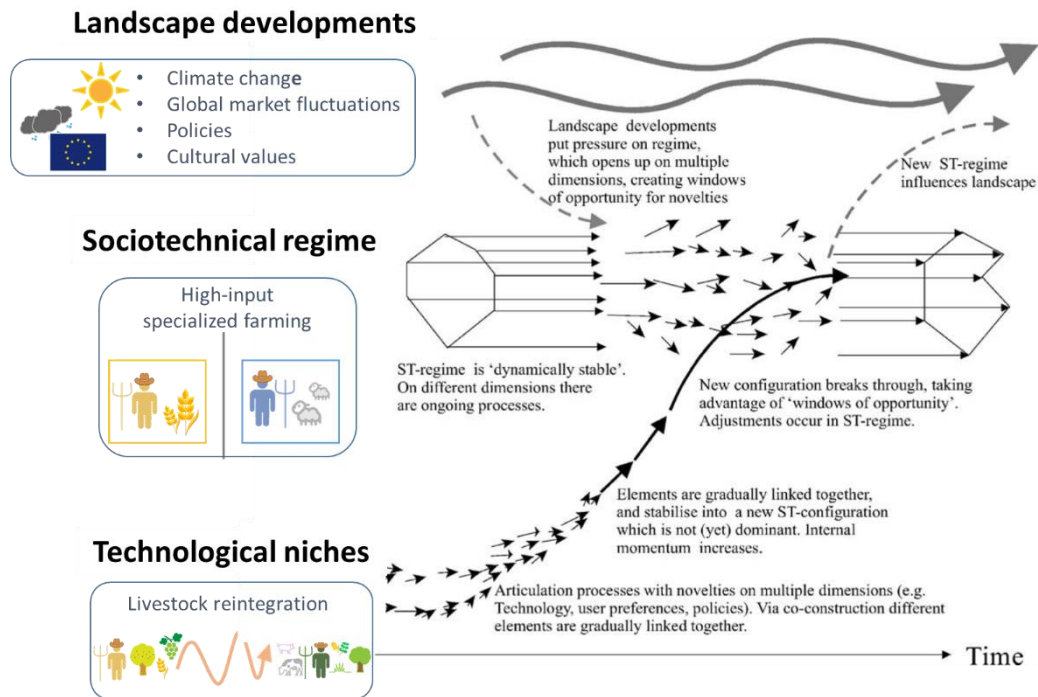 Landscape developments
• Climate change
• Global market fluctuations
• Policies
• Cultural values
Landscape developments
put pressure on regime,
which opens up on multiple
dimensions, creating windows
of opportunity for novelties
New ST-regime
influences landscape
Sociotechnical regime
High-input
specialized farming
ST-regime is ‘dynamically stable’.
On different dimensions there
are ongoing processes.
New configuration breaks through, taking
advantage of ‘windows of opportunity’.
Adjustments occur in ST-regime.
Elements are gradually linked together,
and stabilise into a new ST-configuration
which is not (yet) dominant. Internal
momentum increases.
Technological niches
Livestock reintegration
Articulation processes with novelties on multiple dimensions (e.g.
Technology, user preferences, policies). Via co-construction different
elements are gradually linked together.
Time